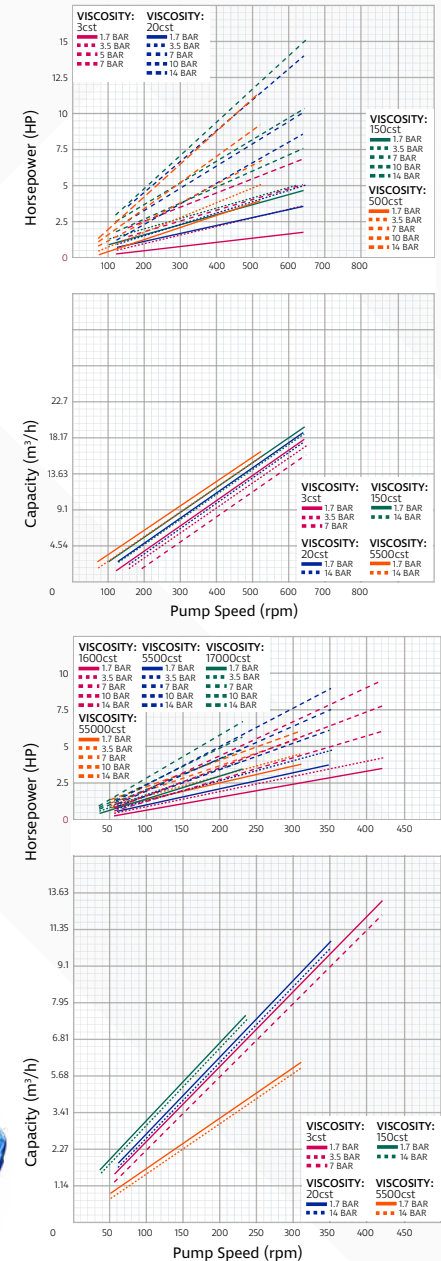 VISCOSITY:
3cst
1.7 BAR
3.5 BAR
5 BAR
7 BAR
VISCOSITY:
20cst
1.7 BAR
3.5 BAR
7 BAR
10 BAR
14 BAR
VISCOSITY:
150cst
1.7 BAR
3.5 BAR
7 BAR
10 BAR
14 BAR
VISCOSITY:
500cst
1.7 BAR
3.5 BAR
7 BAR
10 BAR
14 BAR
Horsepower (HP)
15
12.5
10
7.5
5
2.5
0
100 200 300 400 500 600 700 800
Capacity (m³/h)
22.7
18.17
13.63
9.1
4.54
0
VISCOSITY:
3cst
1.7 BAR
3.5 BAR
7 BAR
VISCOSITY:
150cst
1.7 BAR
14 BAR
VISCOSITY:
20cst
1.7 BAR
14 BAR
VISCOSITY:
5500cst
1.7 BAR
14 BAR
100 200 300 400 500 600 700 800
Pump Speed (rpm)
VISCOSITY:
1600cst
1.7 BAR
3.5 BAR
7 BAR
10 BAR
14 BAR
VISCOSITY:
5500cst
1.7 BAR
3.5 BAR
7 BAR
10 BAR
14 BAR
VISCOSITY:
17000cst
1.7 BAR
3.5 BAR
7 BAR
10 BAR
14 BAR
VISCOSITY:
55000cst
1.7 BAR
3.5 BAR
7 BAR
10 BAR
14 BAR
Horsepower (HP)
10
7.5
5
2.5
0
50 100 150 200 250 300 350 400 450
Capacity (m³/h)
13.63
11.35
9.1
7.95
6.81
5.68
3.41
2.27
1.14
0
VISCOSITY:
3cst
1.7 BAR
3.5 BAR
7 BAR
VISCOSITY:
150cst
1.7 BAR
14 BAR
VISCOSITY:
20cst
1.7 BAR
14 BAR
VISCOSITY:
5500cst
1.7 BAR
14 BAR
50 100 150 200 250 300 350 400 450
Pump Speed (rpm)